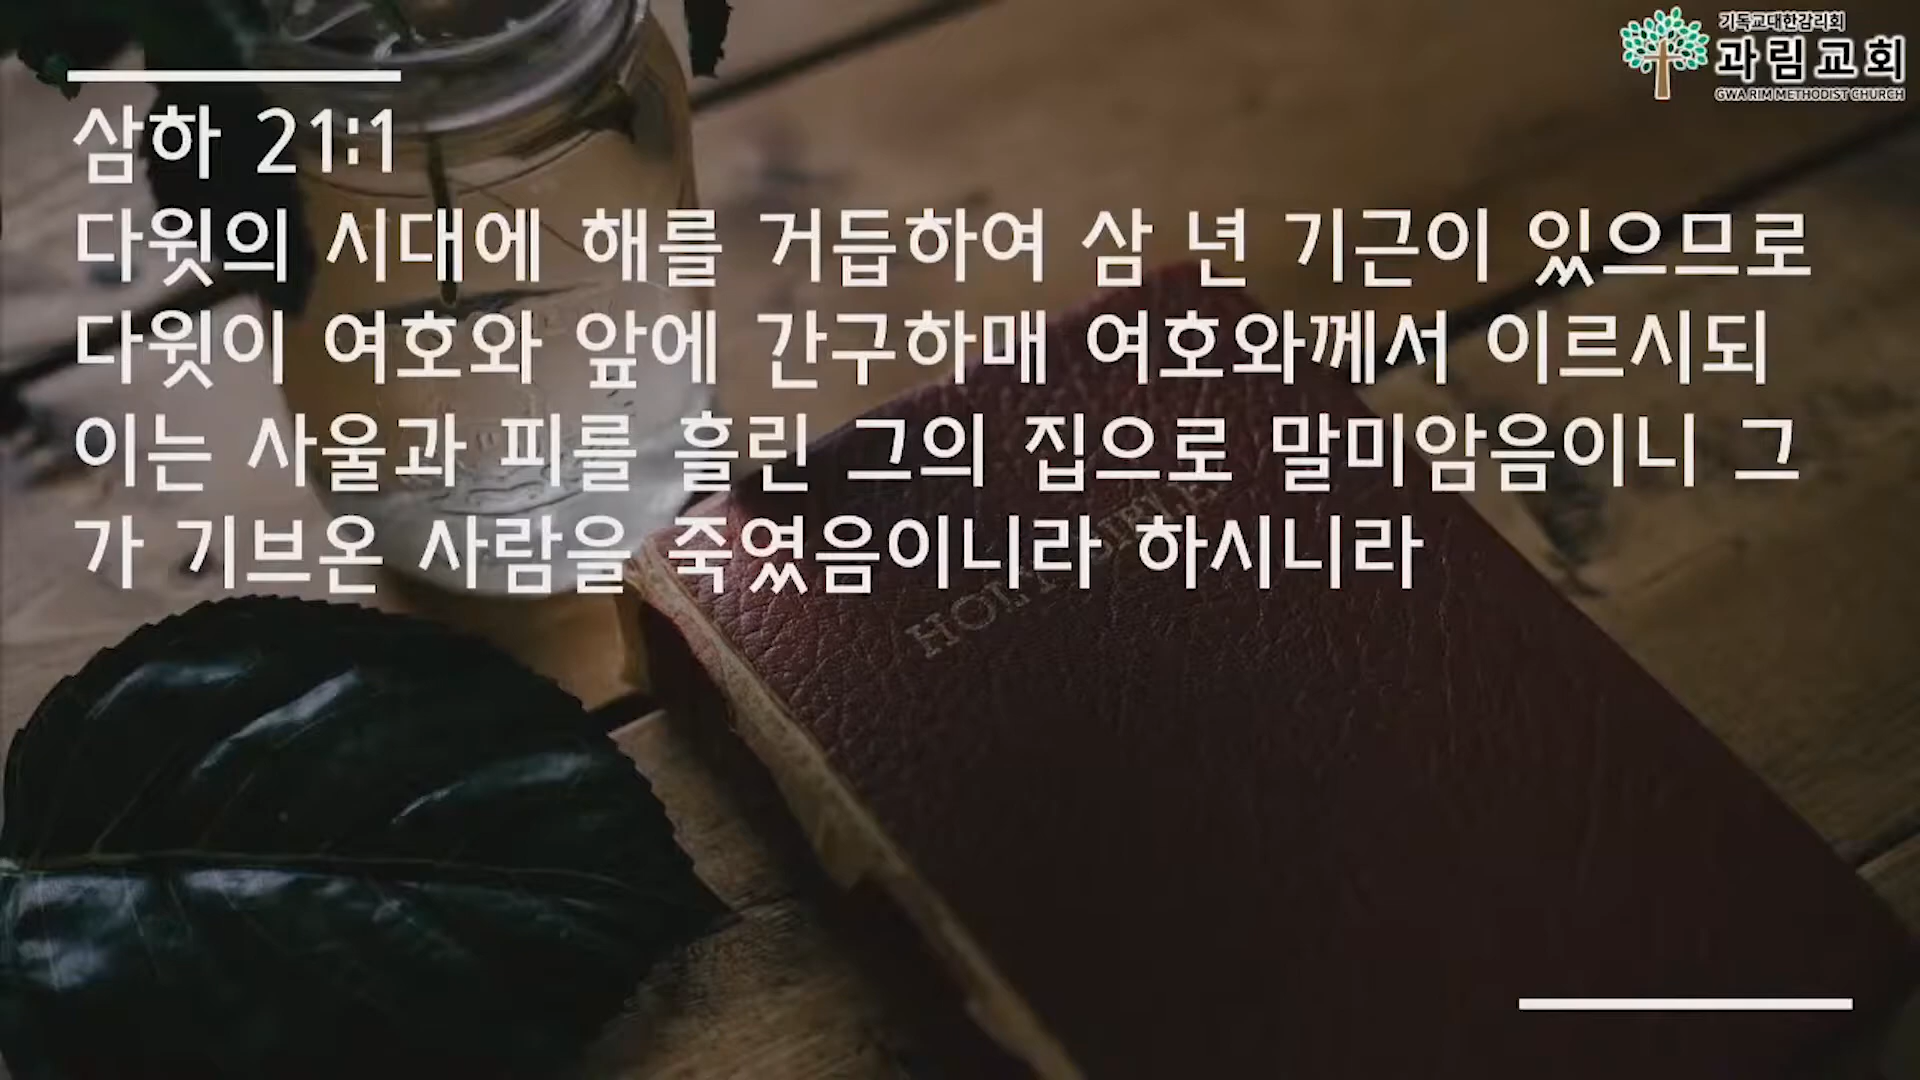 기독교대한감리회
과림교회
GWA RIM METHODIST CHURCH
삼하 21:1
다윗의 시대에 해를 거듭하여 삼 년 기근이 있으므로
다윗이 여호와 앞에 간구하매 여호와께서 이르시되
이는 사울과 피를 흘린 그의 집으로 말미암음이니 그
가 기브온 사람을 죽였음이니라 하시니라
HOLY BIBLE